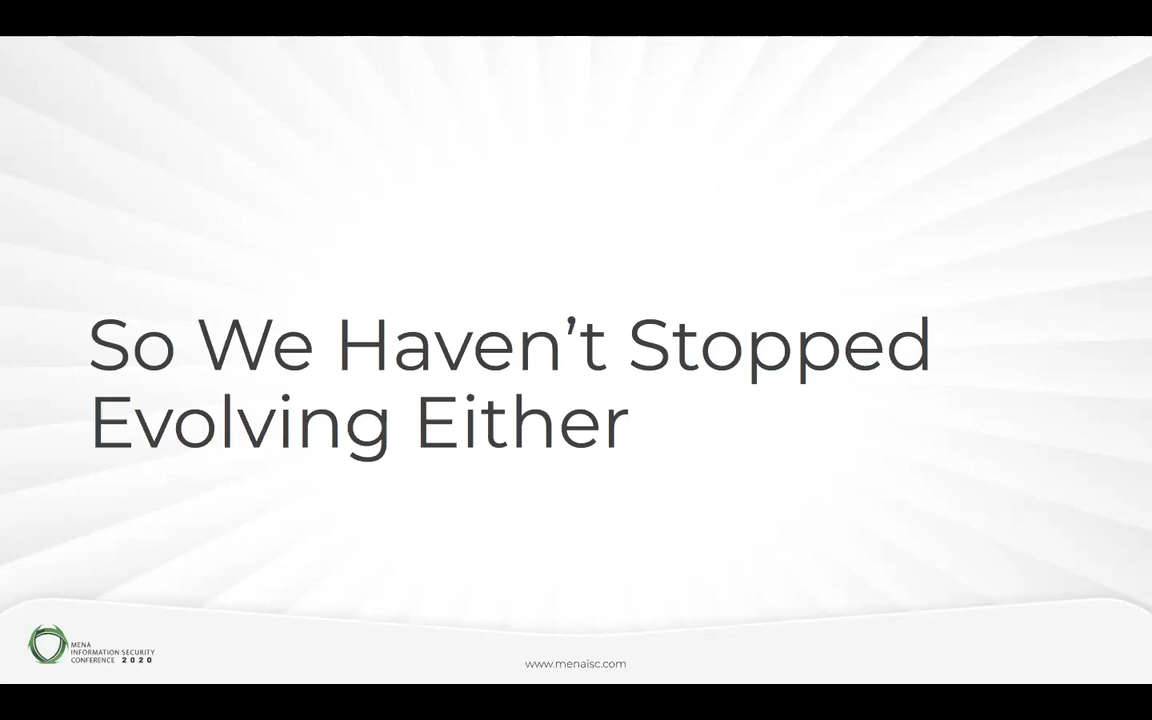 So We Haven’t Stopped
Evolving Either
MENA
INFORMATION SECURITY
CONFERENCE 2020
www.menaisc.com